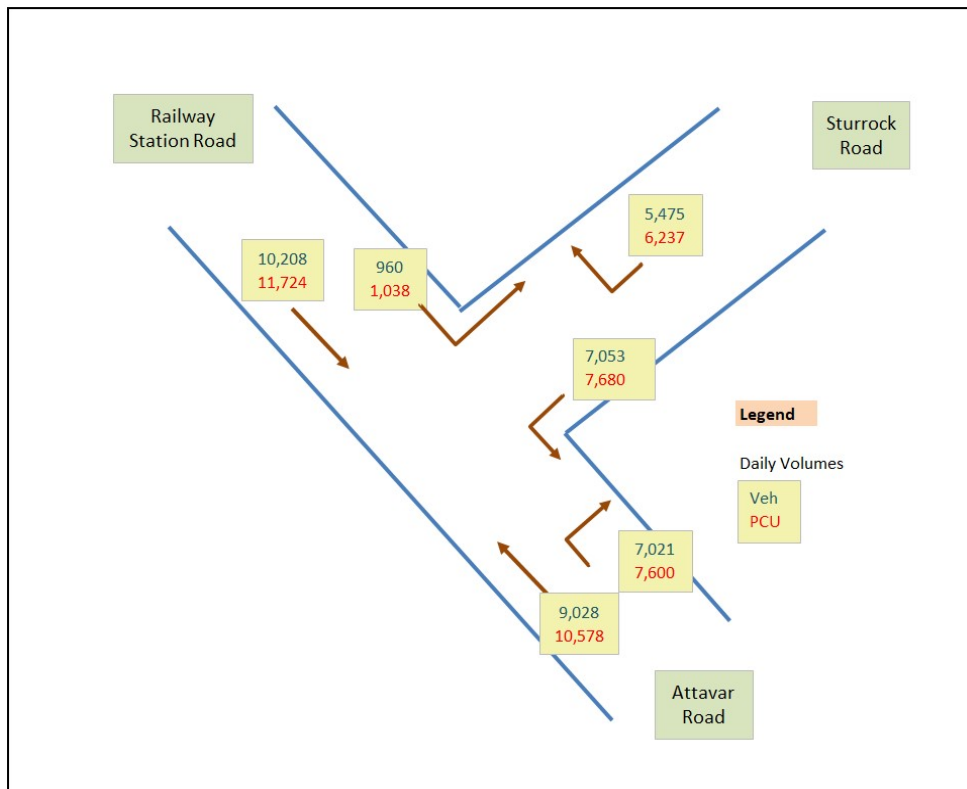 Railway
Station Road
Sturrock
Road
5,475
6,237
10,208
11,724
960
1,038
7,053
7,680
Legend
Daily Volumes
Veh
PCU
7,021
7,600
9,028
10,578
Attavar
Road